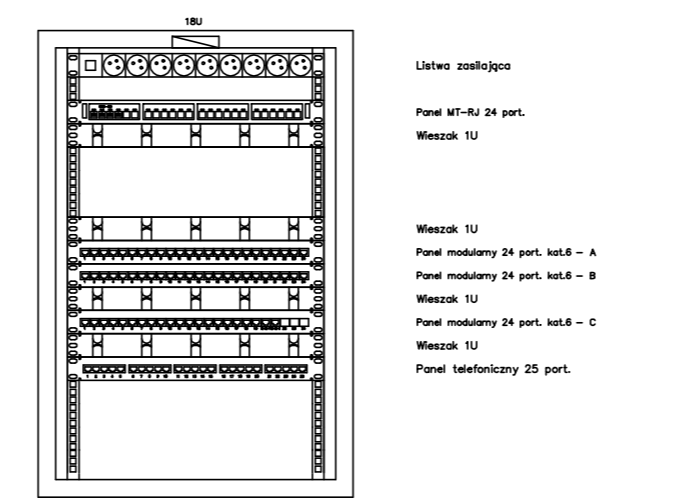 18U
Listwa zasilająca
Panel MT-RJ 24 port.
Wieszak 1U
Wieszak 1U
Panel modularny 24 port. kat.6 - A
Panel modularny 24 port. kat.6 - B
Wieszak 1U
Panel modularny 24 port. kat.6 - C
Wieszak 1U
Panel telefoniczny 25 port.